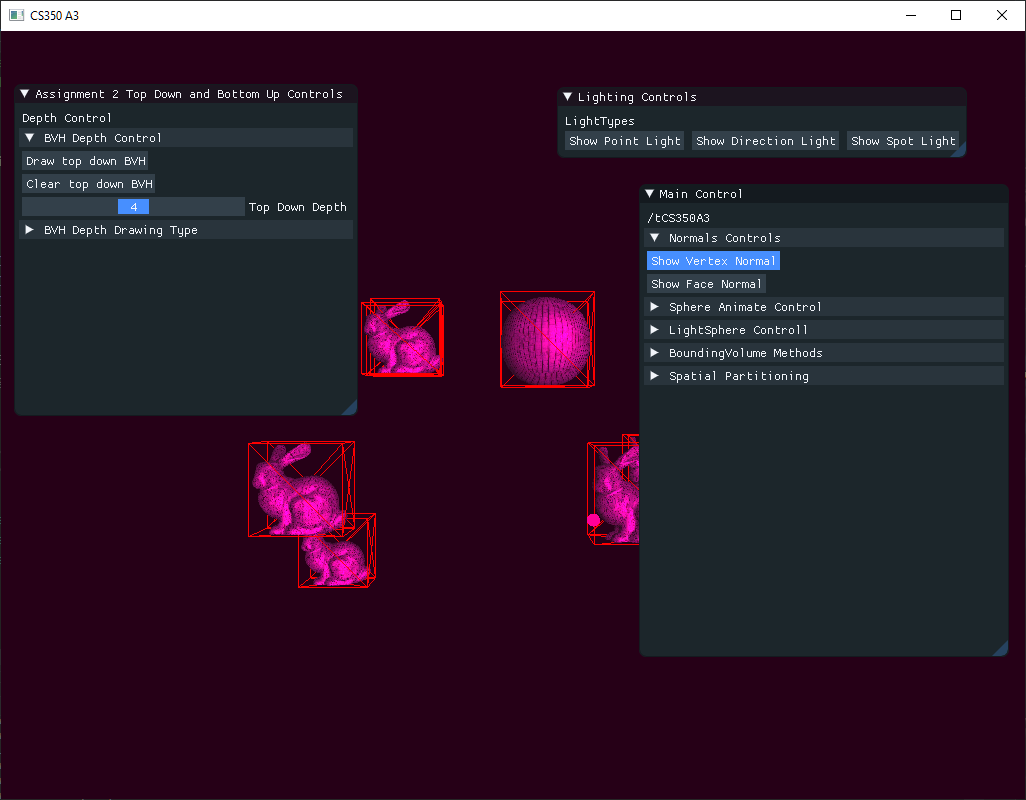 CS350 A3
Assignment 2 Top Down and Bottom Up Controls
Depth Control
BVH Depth Control
Draw top down BVH
Clear top down BVH
4 Top Down Depth
BVH Depth Drawing Type
Lighting Controls
LightTypes
Show Point Light Show Direction Light Show Spot Light
Main Control
/tCS350A3
Normals Controls
Show Vertex Normal
Show Face Normal
Sphere Animate Control
LightSphere Controll
BoundingVolume Methods
Spatial Partitioning